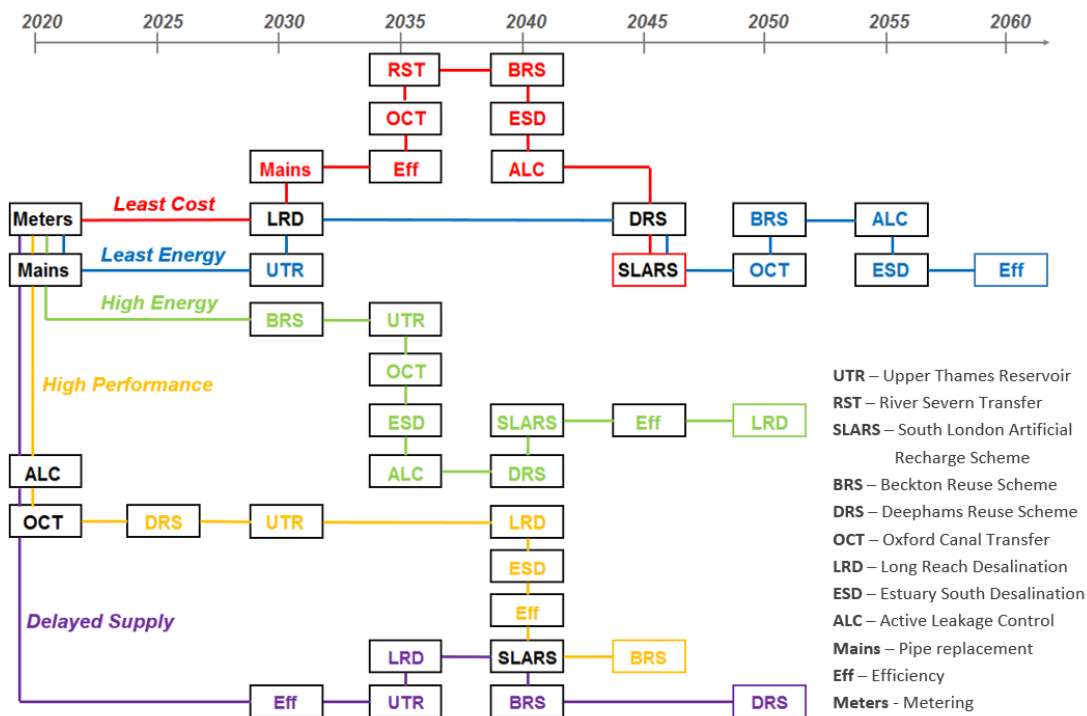 2020 2025 2030 2035 2040 2045 2050 2055 2060
RST BRS
OCT ESD
Mains Eff ALC
Meters Least Cost LRD DRS BRS ALC
Mains Least Energy UTR SLARS OCT ESD Eff
High Energy BRS UTR
OCT
High Performance
ESD SLARS Eff LRD
ALC ALC DRS
OCT DRS UTR LRD
ESD
Eff
Delayed Supply
LRD SLARS BRS
Eff UTR BRS DRS
UTR – Upper Thames Reservoir
RST – River Severn Transfer
SLARS – South London Artificial
Recharge Scheme
BRS – Beckton Reuse Scheme
DRS – Deephams Reuse Scheme
OCT – Oxford Canal Transfer
LRD – Long Reach Desalination
ESD – Estuary South Desalination
ALC – Active Leakage Control
Mains – Pipe replacement
Eff – Efficiency
Meters - Metering